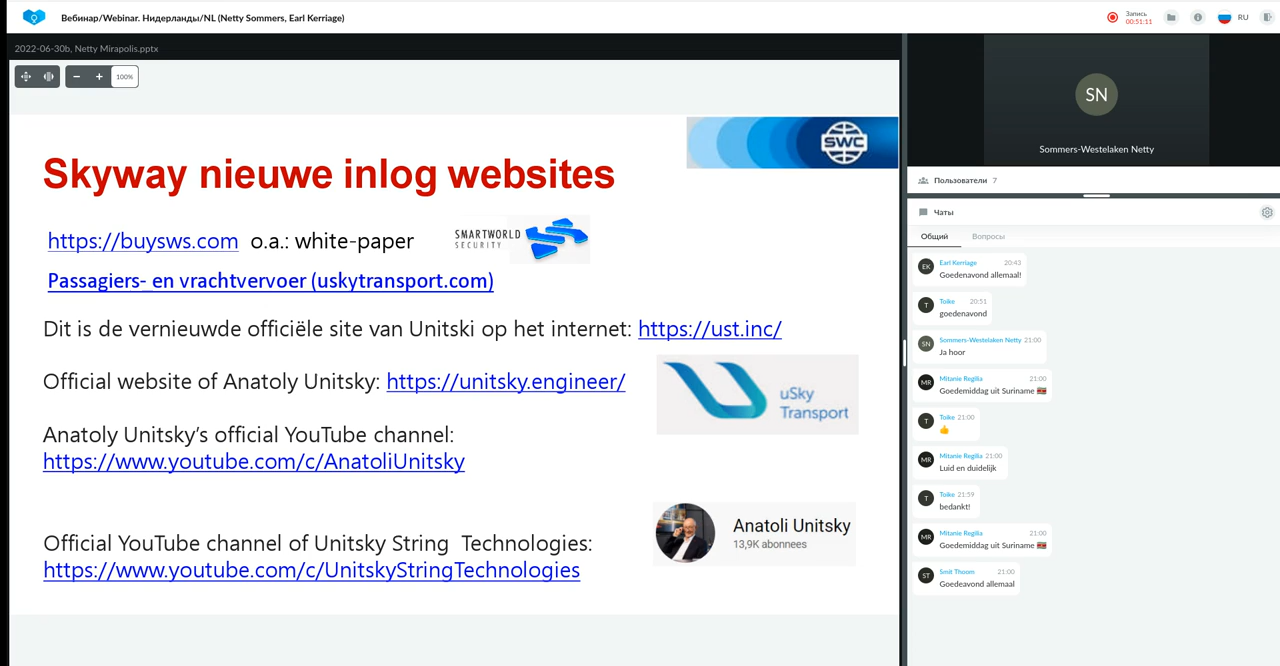 Вебинар/Webinar. Нидерланды/NL (Netty Sommers, Earl Kerriage)
Запись
00:51:11
RU
2022-06-30b, Netty Mirapolis.pptx
100%
SWC
Skyway nieuwe inlog websites
https://buysws.com o.a.: white-paper
SMARTWORLD
SECURITY
Passagiers- en vrachtvervoer (uskytransport.com)
Dit is de vernieuwde officiële site van Unitski op het internet: https://ust.inc/
Official website of Anatoly Unitsky: https://unitsky.engineer/
uSky
Transport
Anatoly Unitsky’s official YouTube channel:
https://www.youtube.com/c/AnatoliUnitsky
Anatoli Unitsky
13,9K abonnees
Official YouTube channel of Unitsky String Technologies:
https://www.youtube.com/c/UnitskyStringTechnologies
SN
Sommers-Westelaken Netty
Пользователи 7
Чаты
Общий Вопросы
EK Earl Kerriage 20:43
Goedenavond allemaal!
T Toike 20:51
goedenavond
SN Sommers-Westelaken Netty 21:00
Ja hoor
MR Mitanie Regilia 21:00
Goedemiddag uit Suriname 🇸🇷
T Toike 21:00
👍
MR Mitanie Regilia 21:00
Luid en duidelijk
T Toike 21:59
bedankt!
MR Mitanie Regilia 21:00
Goedemiddag uit Suriname 🇸🇷
ST Smit Thoom 21:00
Goedeavond allemaal